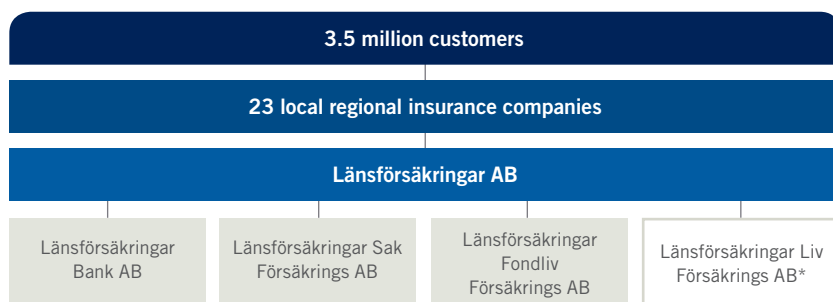 3.5 million customers
23 local regional insurance companies
Länsförsäkringar AB
Länsförsäkringar
Bank AB
Länsförsäkringar Sak
Försäkrings AB
Länsförsäkringar
Fondliv
Försäkrings AB
Länsförsäkringar Liv
Försäkrings AB*